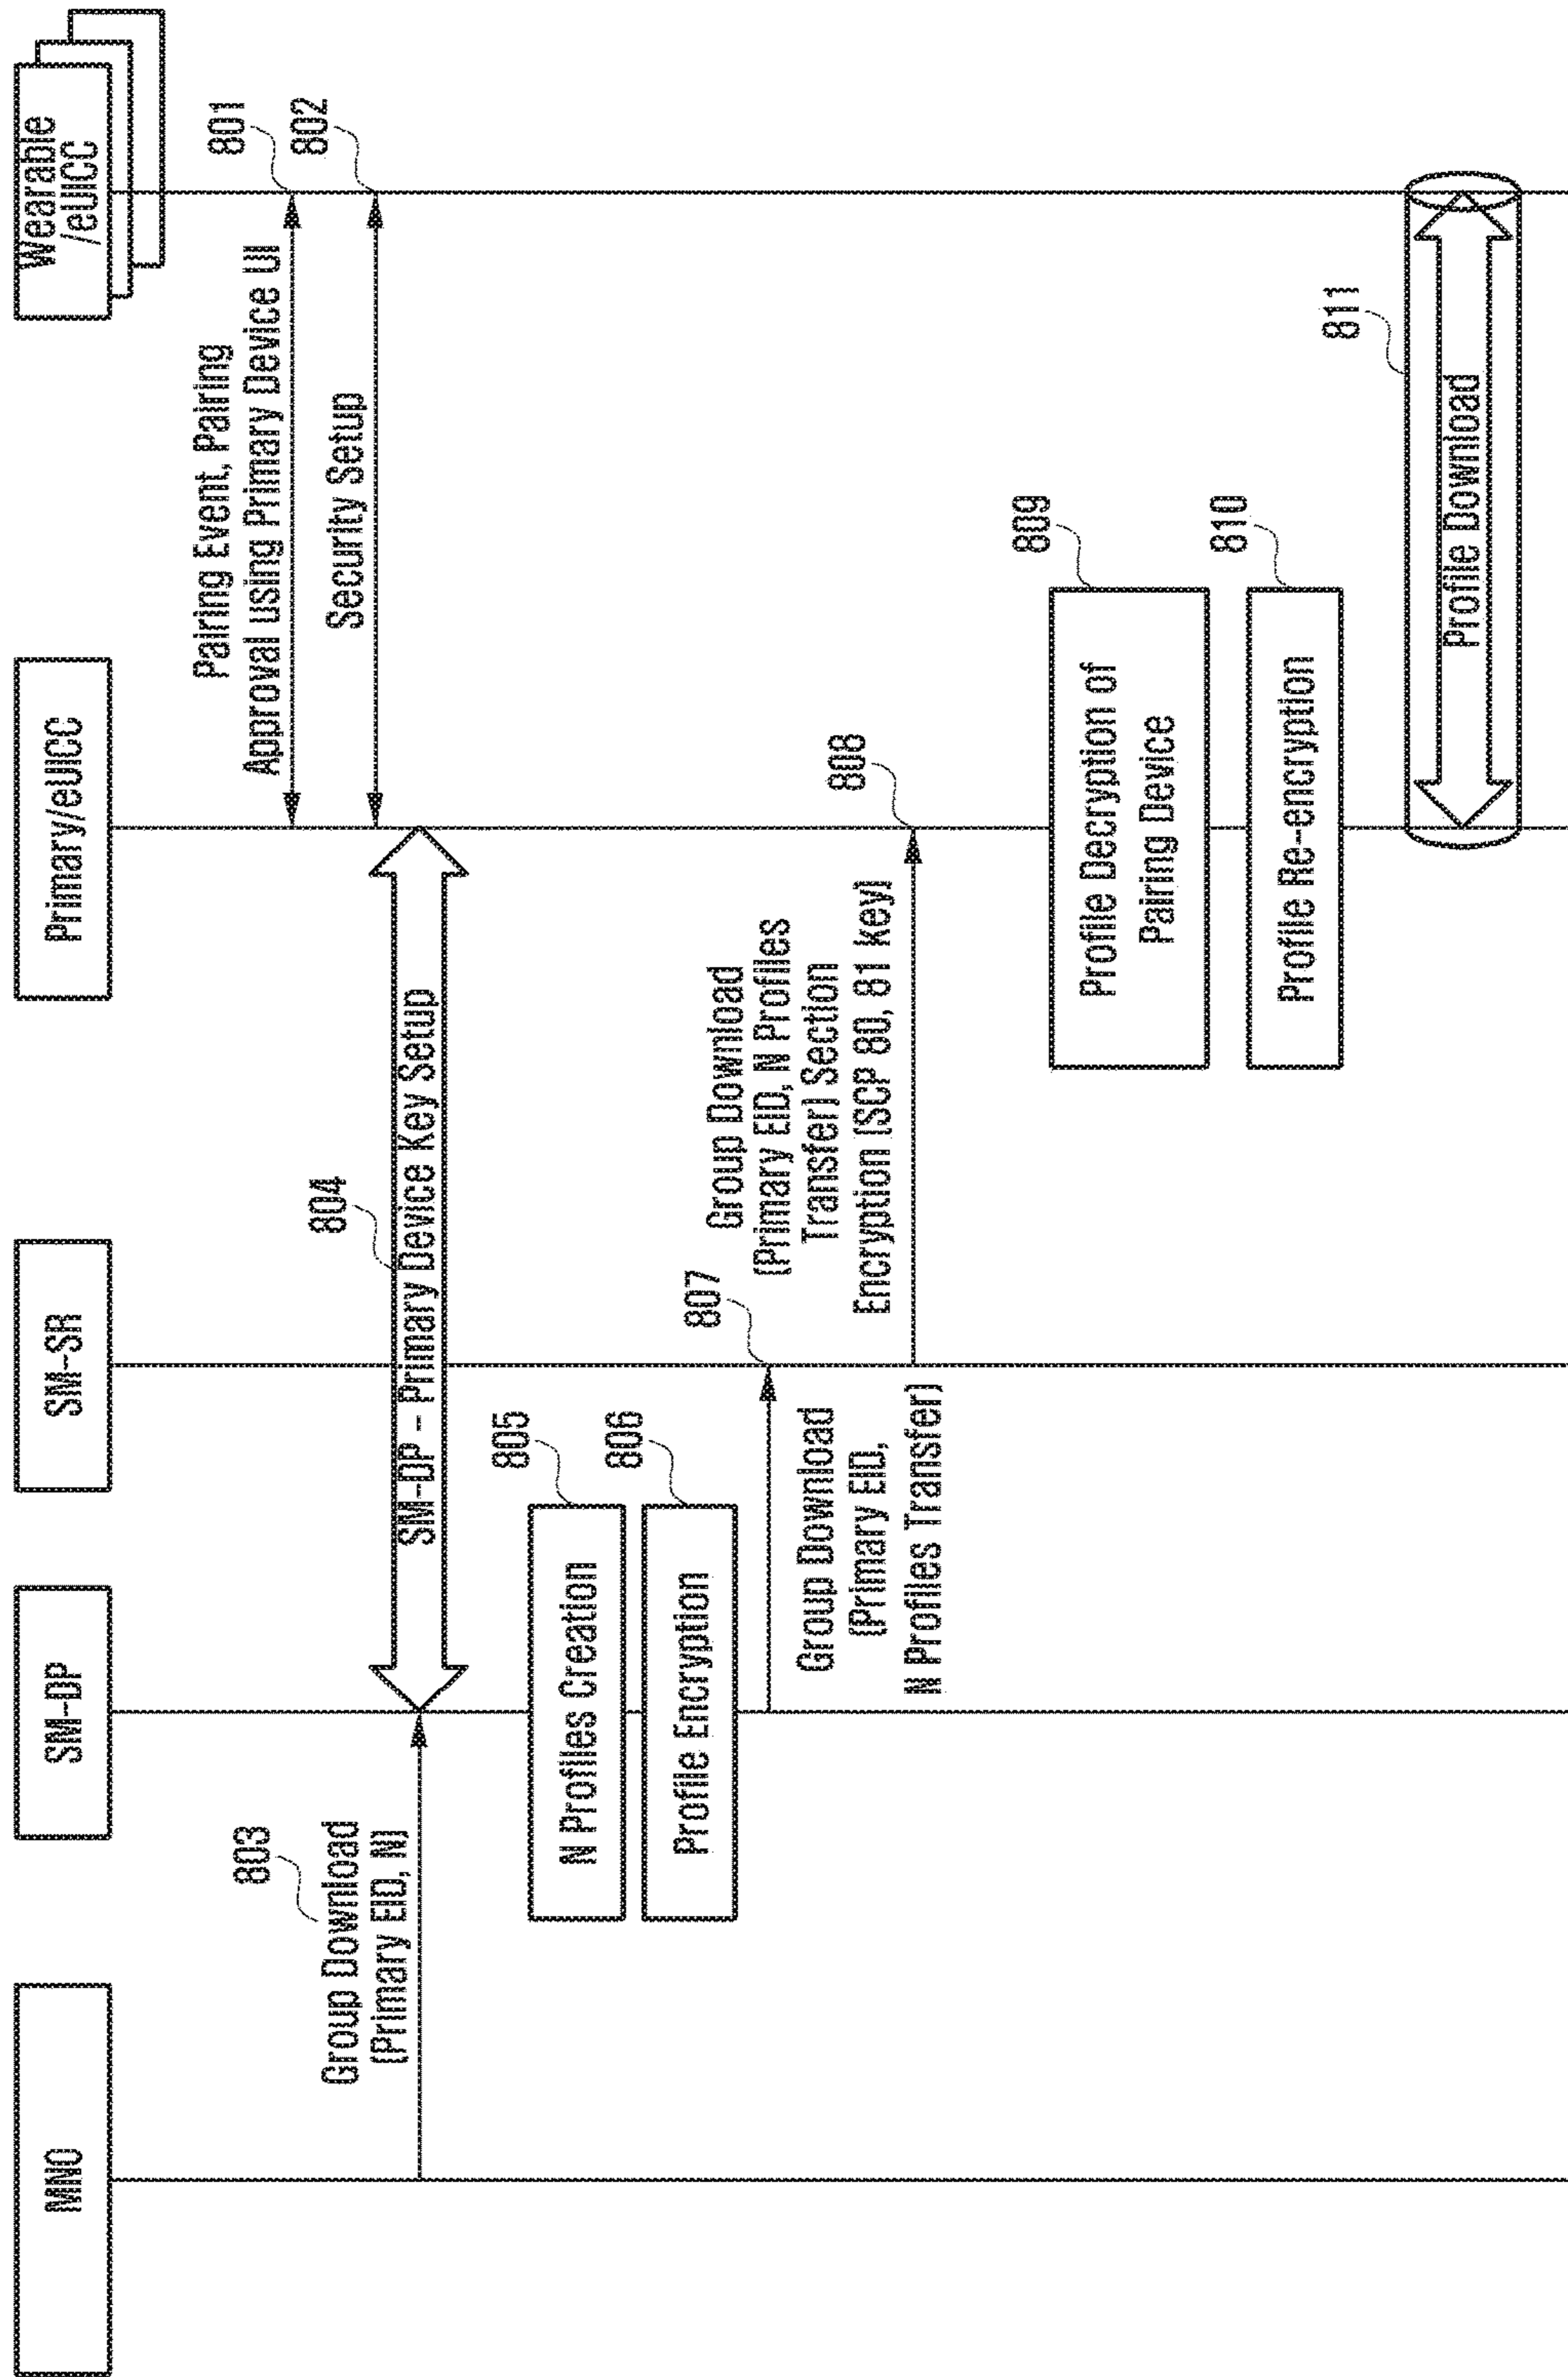 MNO
SM-DP
SM-SR
Primary/eUICC
Wearable
/eUICC
Pairing Event, Pairing
Approval using Primary Device UI
801
Security Setup
802
803
Group Download
(Primary EID, N)
804
SM-DP - Primary Device Key Setup
N Profiles Creation
805
Profile Encryption
806
807
Group Download
(Primary EID,
N Profiles Transfer)
Group Download
(Primary EID, N Profiles
Transfer) Section
Encryption (SCP 80, 81 key)
808
Profile Decryption of
Pairing Device
809
Profile Re-encryption
810
811
Profile Download